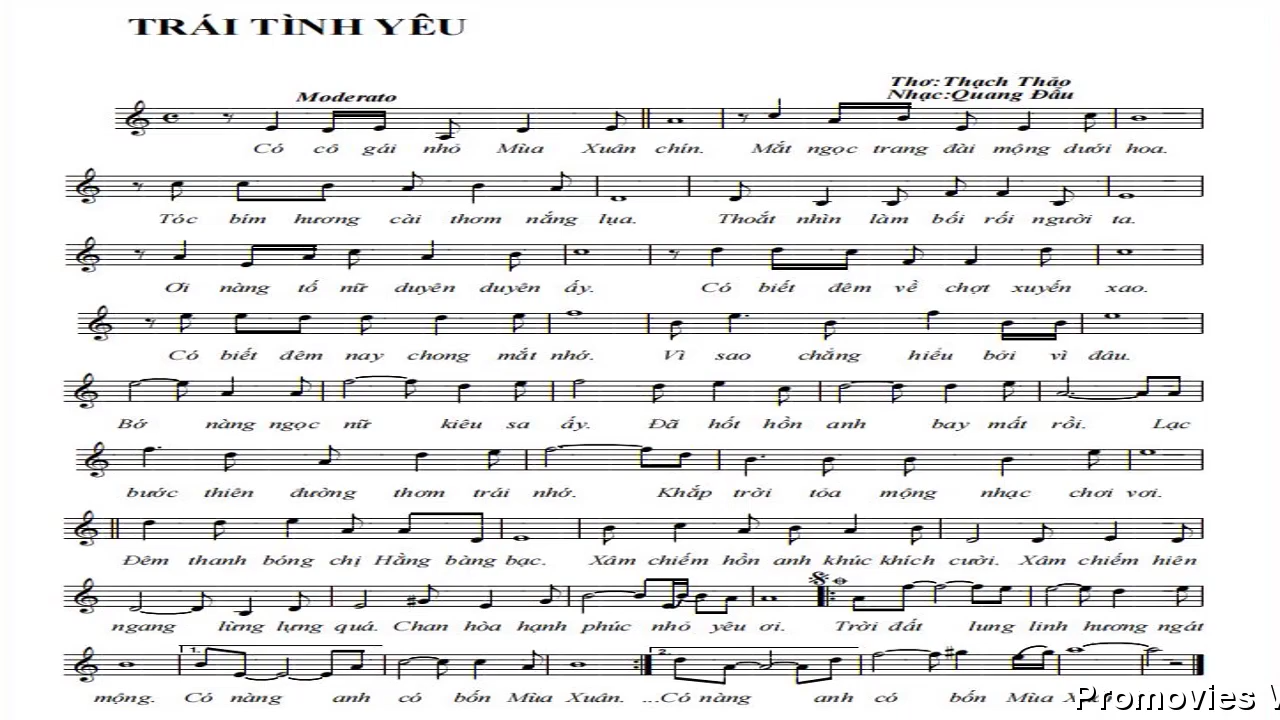 TRÁI TÌNH YÊU
Thơ:Thạch Thảo
Moderato
Nhạc:Quang Đẩu
Có cô gái nhỏ Mùa Xuân chín. Mắt ngọc trang đài mộng dưới hoa.
Tóc bím hương cài thơm nắng lụa. Thoắt nhìn làm bối rối người ta.
Ơi nàng tố nữ duyên duyên ấy. Có biết đêm về chợt xuyến xao.
Có biết đêm nay chong mắt nhớ. Vì sao chẳng hiểu bởi vì đâu.
Bớ nàng ngọc nữ kiêu sa ấy. Đã hốt hồn anh bay mất rồi. Lạc
bước thiên đường thơm trái nhớ. Khắp trời tỏa mộng nhạc chơi vơi.
Đêm thanh bóng chị Hằng bàng bạc. Xâm chiếm hồn anh khúc khích cười. Xâm chiếm hiên
ngang lừng lựng quá. Chan hòa hạnh phúc nhỏ yêu ơi. Trời đất lung linh hương ngát
1. 2.
mộng. Có nàng anh có bốn Mùa Xuân. ...Có nàng anh có bốn Mùa
Promovies